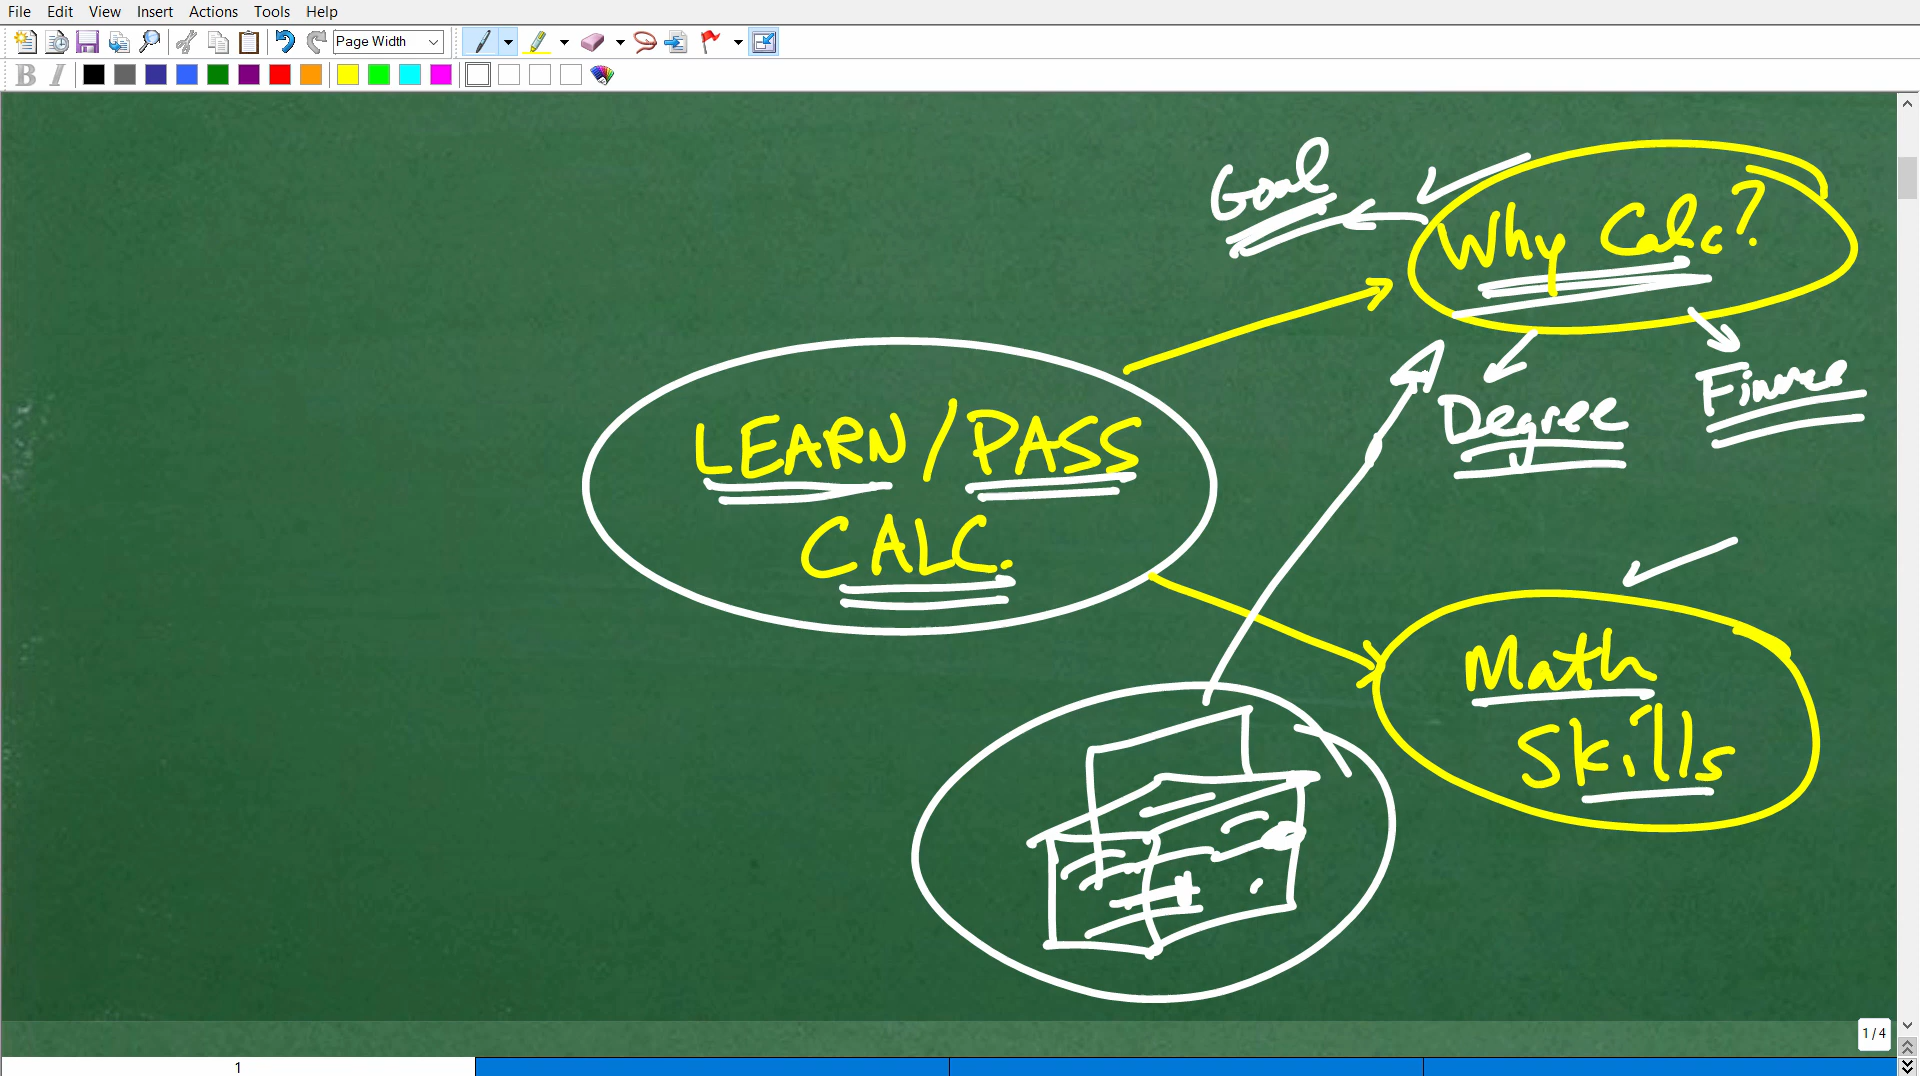 File Edit View Insert Actions Tools Help
Page Width
B I
Goal
Why Calc?
Degree
Finance
LEARN / PASS
CALC.
Math
Skills
1 / 4
1